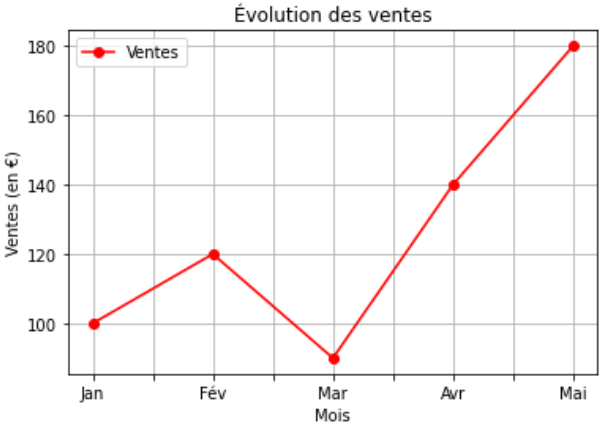 Évolution des ventes
Ventes
180
160
140
120
100
Ventes (en €)
Jan Fév Mar Avr Mai
Mois